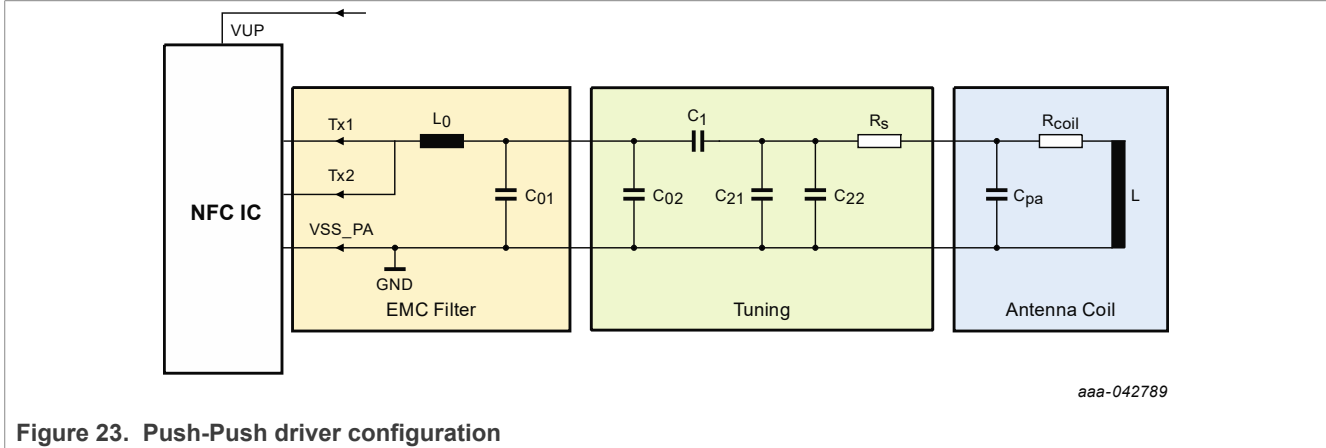 VUP
Tx1
L0
C1
Rs
Rcoil
Tx2
NFC IC
C01
C02
C21
C22
Cpa
L
VSS_PA
GND
EMC Filter
Tuning
Antenna Coil
aaa-042789
Figure 23. Push-Push driver configuration